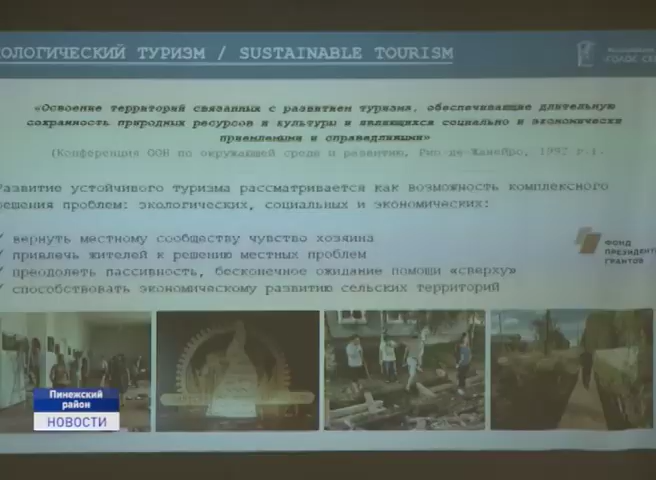 ОЛОГИЧЕСКИЙ ТУРИЗМ / SUSTAINABLE TOURISM
«Освоение территорий связанных с развитием туризма, обеспечивающие длительную
сохранность природных ресурсов и культуры и являющихся социально и экономически
приемлемыми и справедливыми»
(Конференция ООН по окружающей среде и развитию, Рио-де-Жанейро, 1992 г.).
Развитие устойчивого туризма рассматривается как возможность комплексного
решения проблем: экологических, социальных и экономических:
✓ вернуть местному сообществу чувство хозяина
✓ привлечь жителей к решению местных проблем
✓ преодолеть пассивность, бесконечное ожидание помощи «сверху»
✓ способствовать экономическому развитию сельских территорий
ФОНД
ПРЕЗИДЕНТ
ГРАНТОВ
Пинежский
район
НОВОСТИ